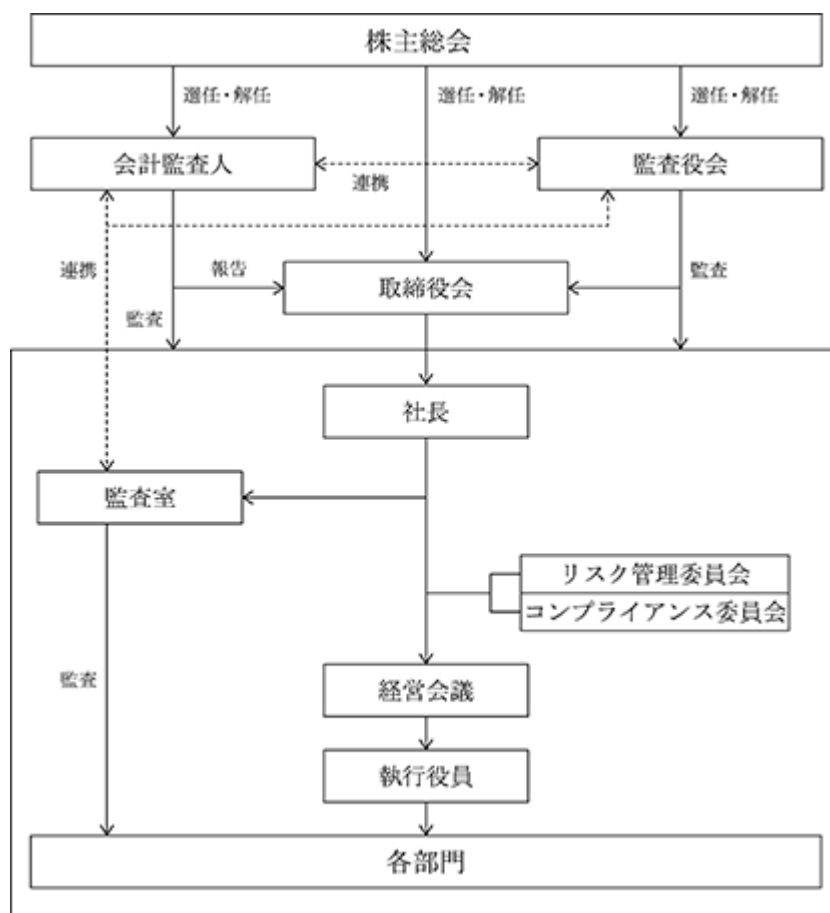 株主総会
選任・解任
選任・解任
選任・解任
会計監査人
監査役会
連携
連携
報告
取締役会
監査
監査
社長
監査室
リスク管理委員会
コンプライアンス委員会
監査
経営会議
執行役員
各部門